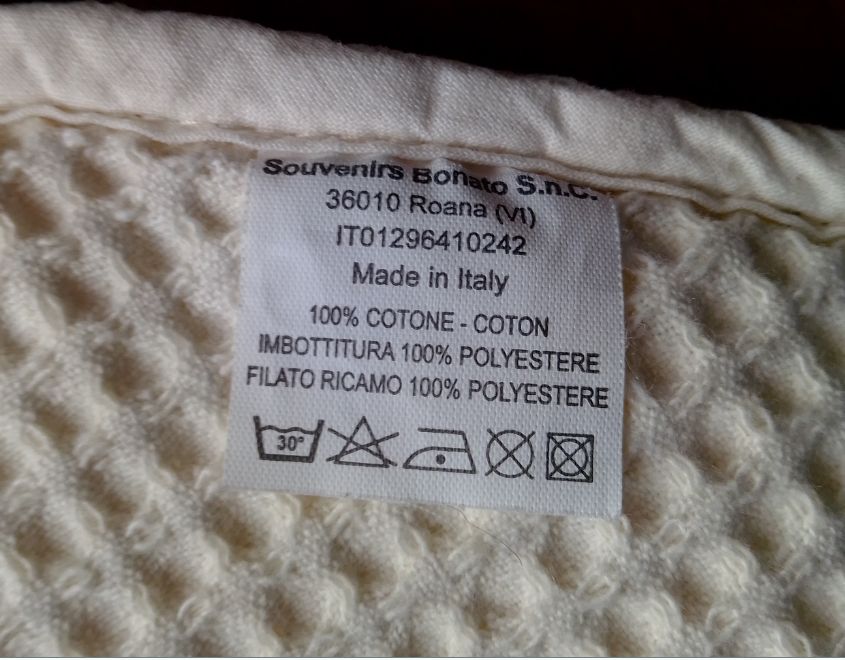 Souvenirs Bonato S.n.c.
36010 Roana (VI)
IT01296410242
Made in Italy
100% COTONE - COTON
IMBOTTITURA 100% POLYESTERE
FILATO RICAMO 100% POLYESTERE
30°